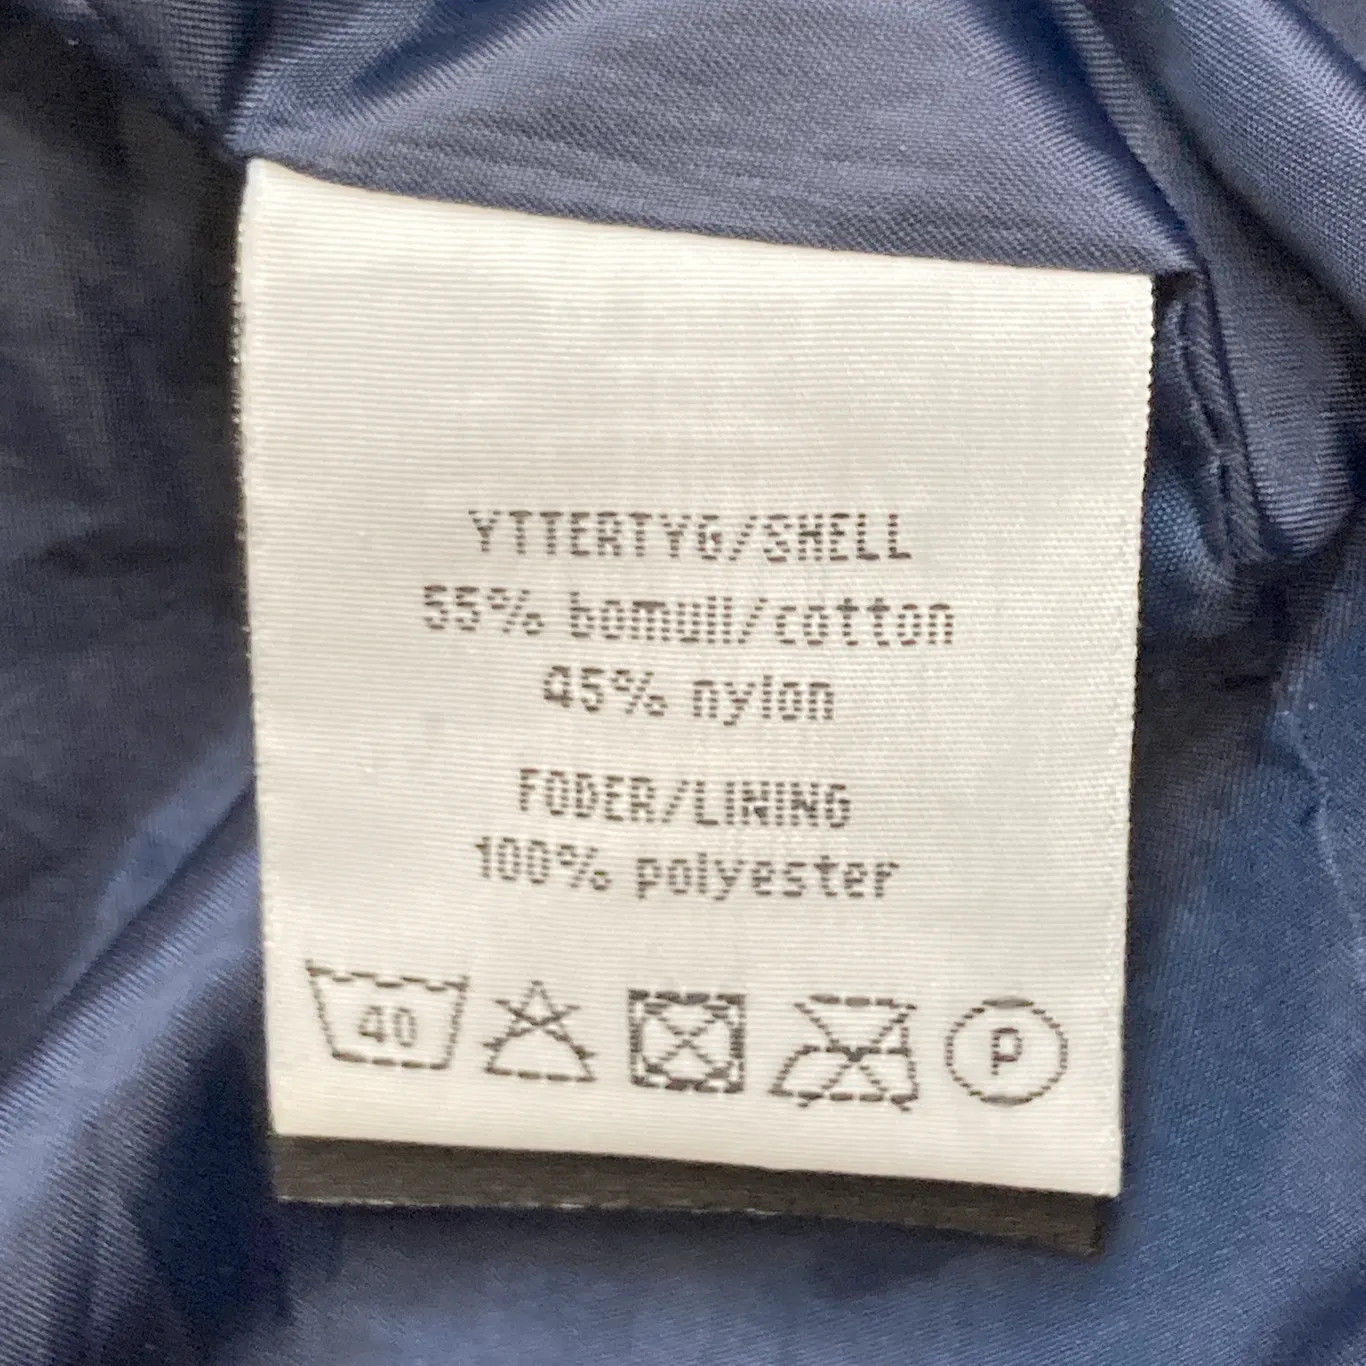 YTTERTYG/SHELL
55% bomull/cotton
45% nylon
FODER/LINING
100% polyester
40 P